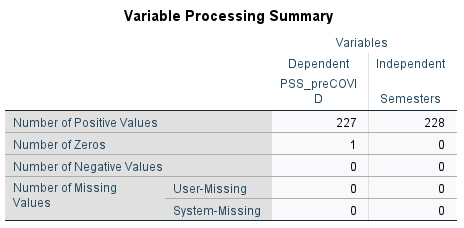 Variable Processing Summary
Variables
Dependent Independent
PSS_preCOVI
D Semesters
Number of Positive Values 227 228
Number of Zeros 1 0
Number of Negative Values 0 0
Number of Missing User-Missing 0 0
Values
System-Missing 0 0